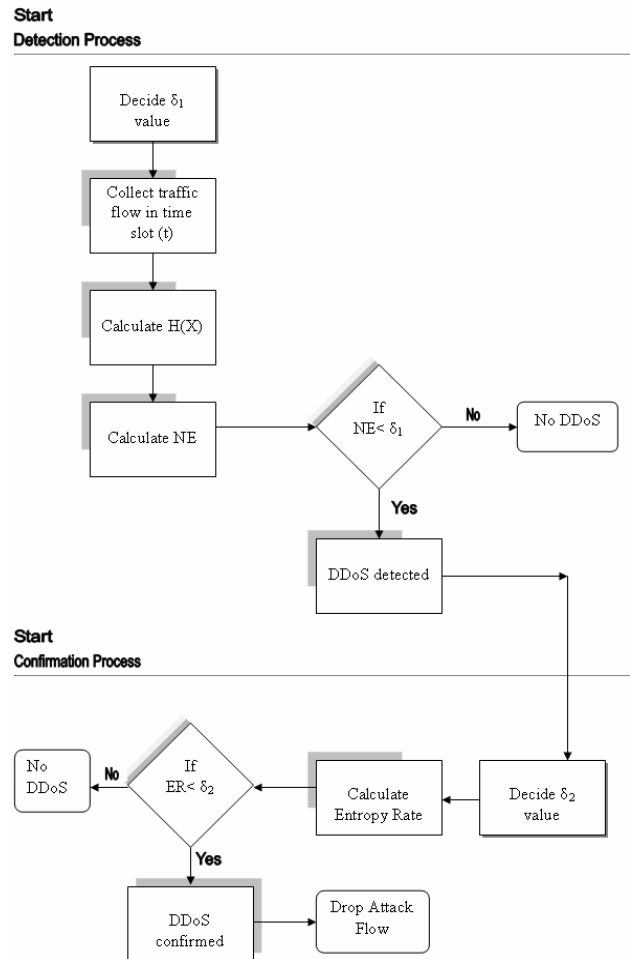 Start
Detection Process
Decide δ₁
value
Collect traffic
flow in time
slot (t)
Calculate H(X)
Calculate NE
If
NE< δ₁
No
No DDoS
Yes
DDoS detected
Start
Confirmation Process
No
DDoS
No
If
ER< δ₂
Calculate
Entropy Rate
Decide δ₂
value
Yes
DDoS
confirmed
Drop Attack
Flow